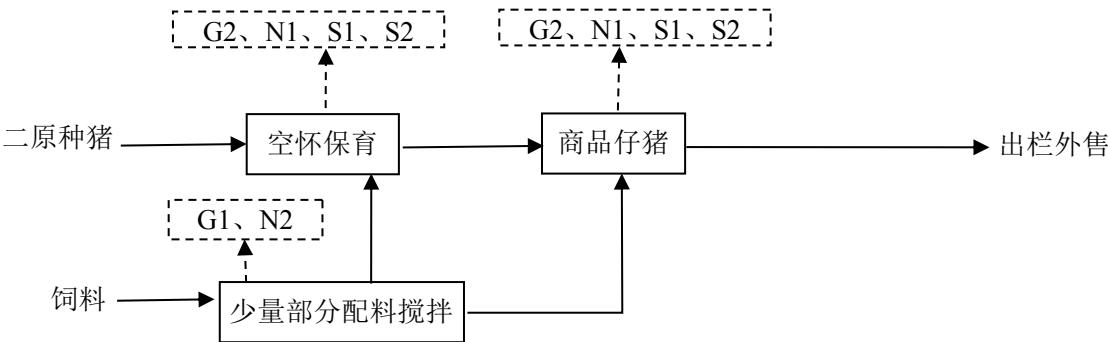 G2、N1、S1、S2
G2、N1、S1、S2
二原种猪
空怀保育
商品仔猪
出栏外售
G1、N2
饲料
少量部分配料搅拌